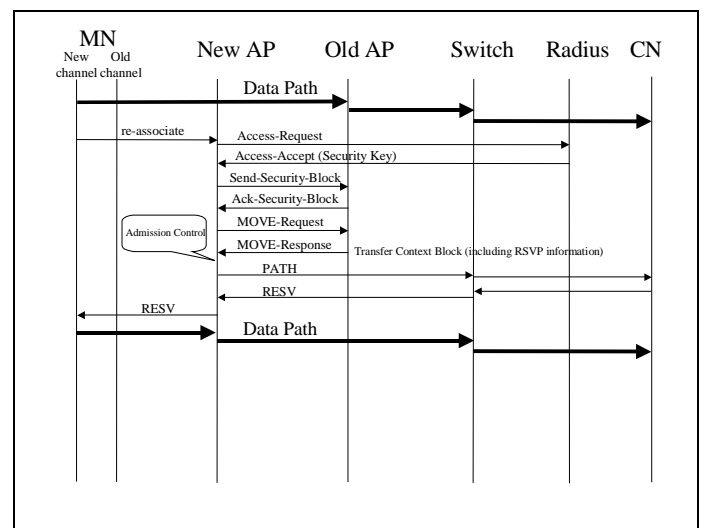 MN
New Old
channel channel
New AP Old AP Switch Radius CN
Data Path
re-associate
Access-Request
Access-Accept (Security Key)
Send-Security-Block
Ack-Security-Block
MOVE-Request
Admission Control
MOVE-Response
Transfer Context Block (including RSVP information)
PATH
RESV
RESV
Data Path